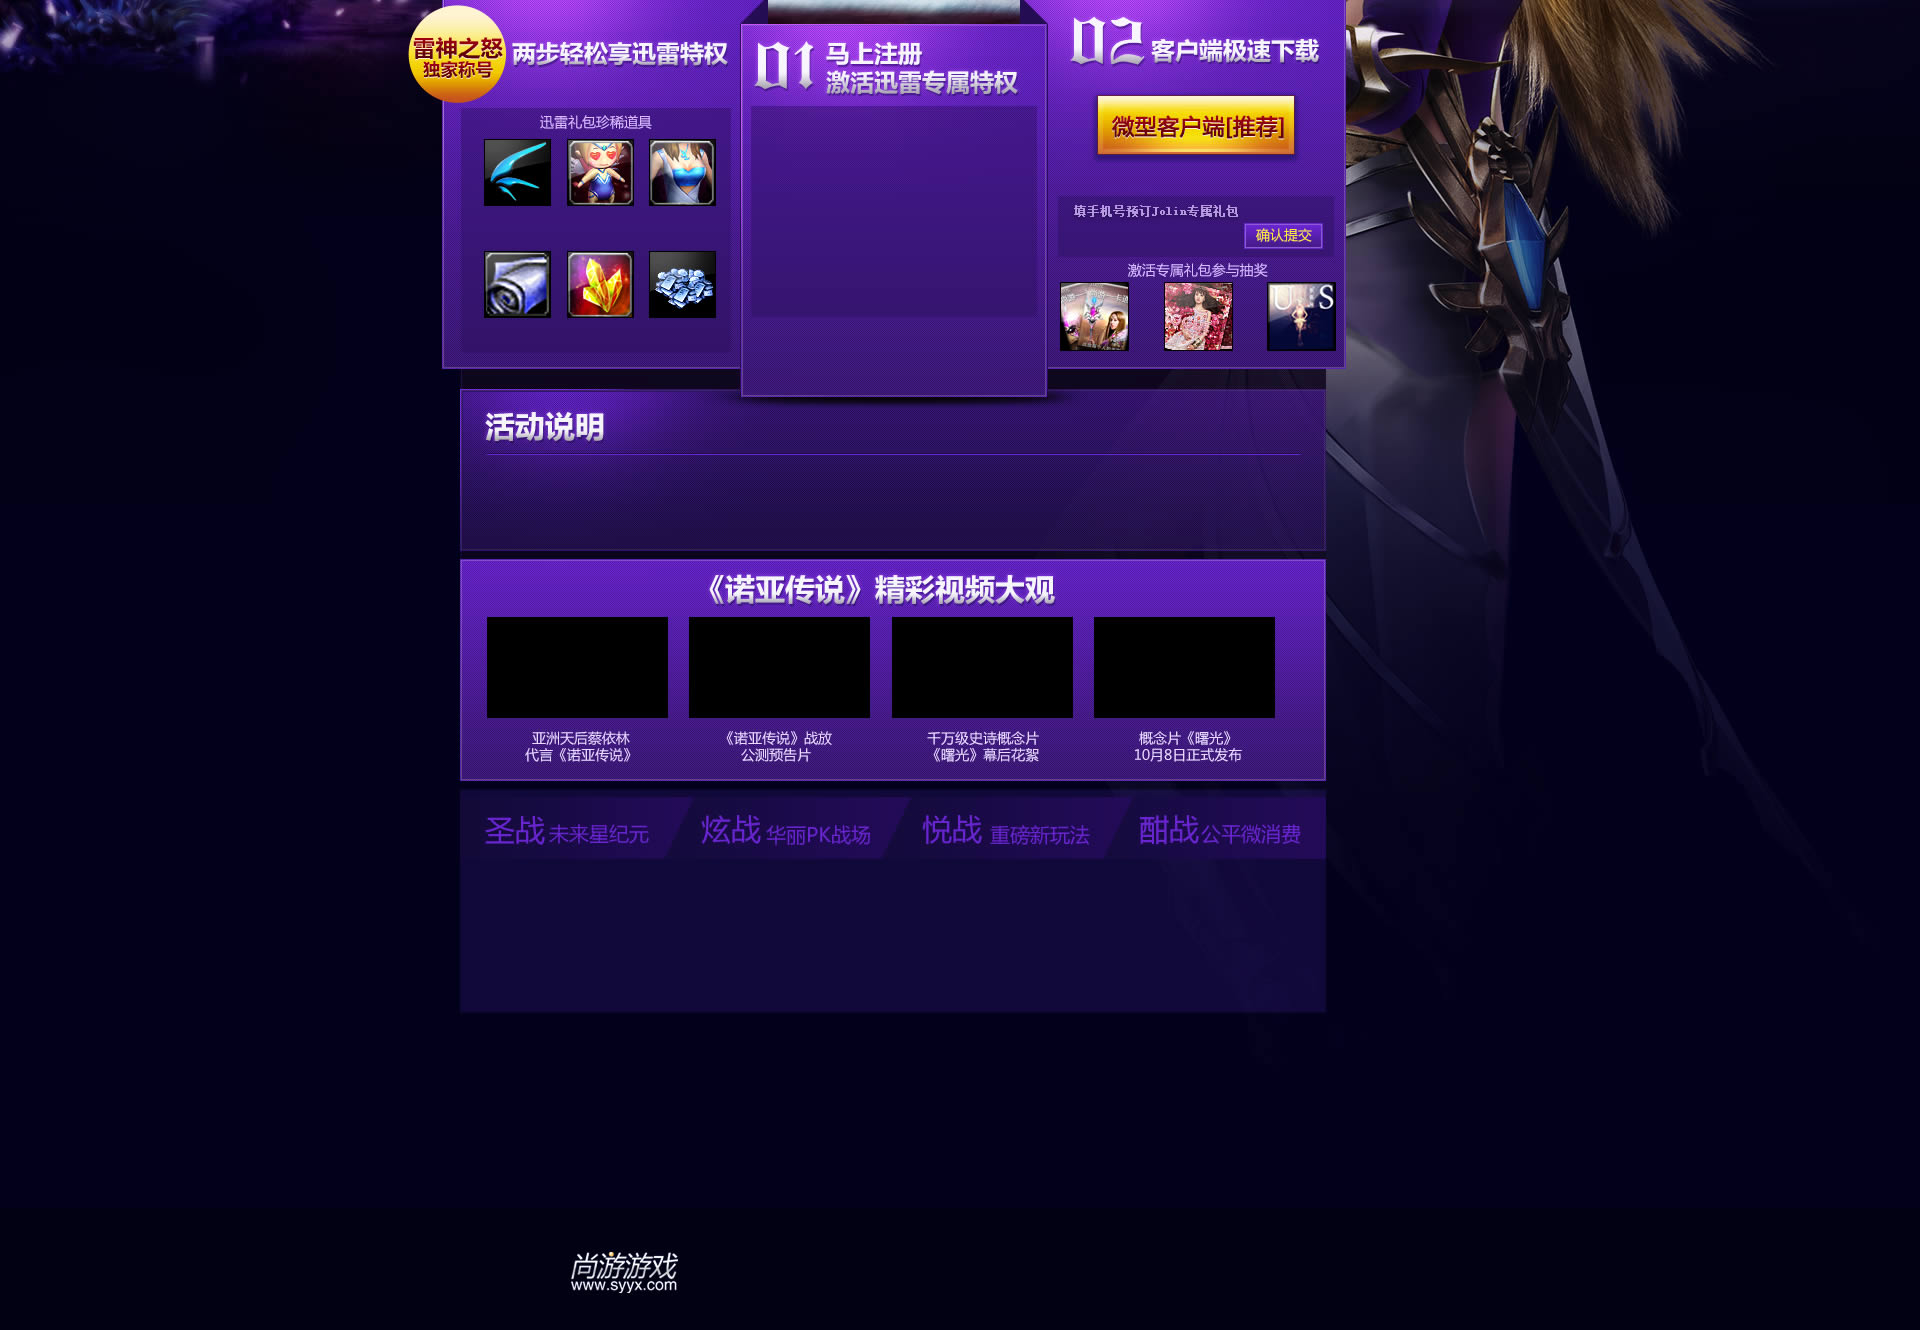 雷神之怒
独家称号
两步轻松享迅雷特权
迅雷礼包珍稀道具
01
马上注册
激活迅雷专属特权
02
客户端极速下载
微型客户端[推荐]
填手机号预订Jolin专属礼包
确认提交
激活专属礼包参与抽奖
活动说明
《诺亚传说》精彩视频大观
亚洲天后蔡依林
代言《诺亚传说》
《诺亚传说》战放
公测预告片
千万级史诗概念片
《曙光》幕后花絮
概念片《曙光》
10月8日正式发布
圣战 未来星纪元
炫战 华丽PK战场
悦战 重磅新玩法
酣战 公平微消费
尚游游戏
www.syyx.com